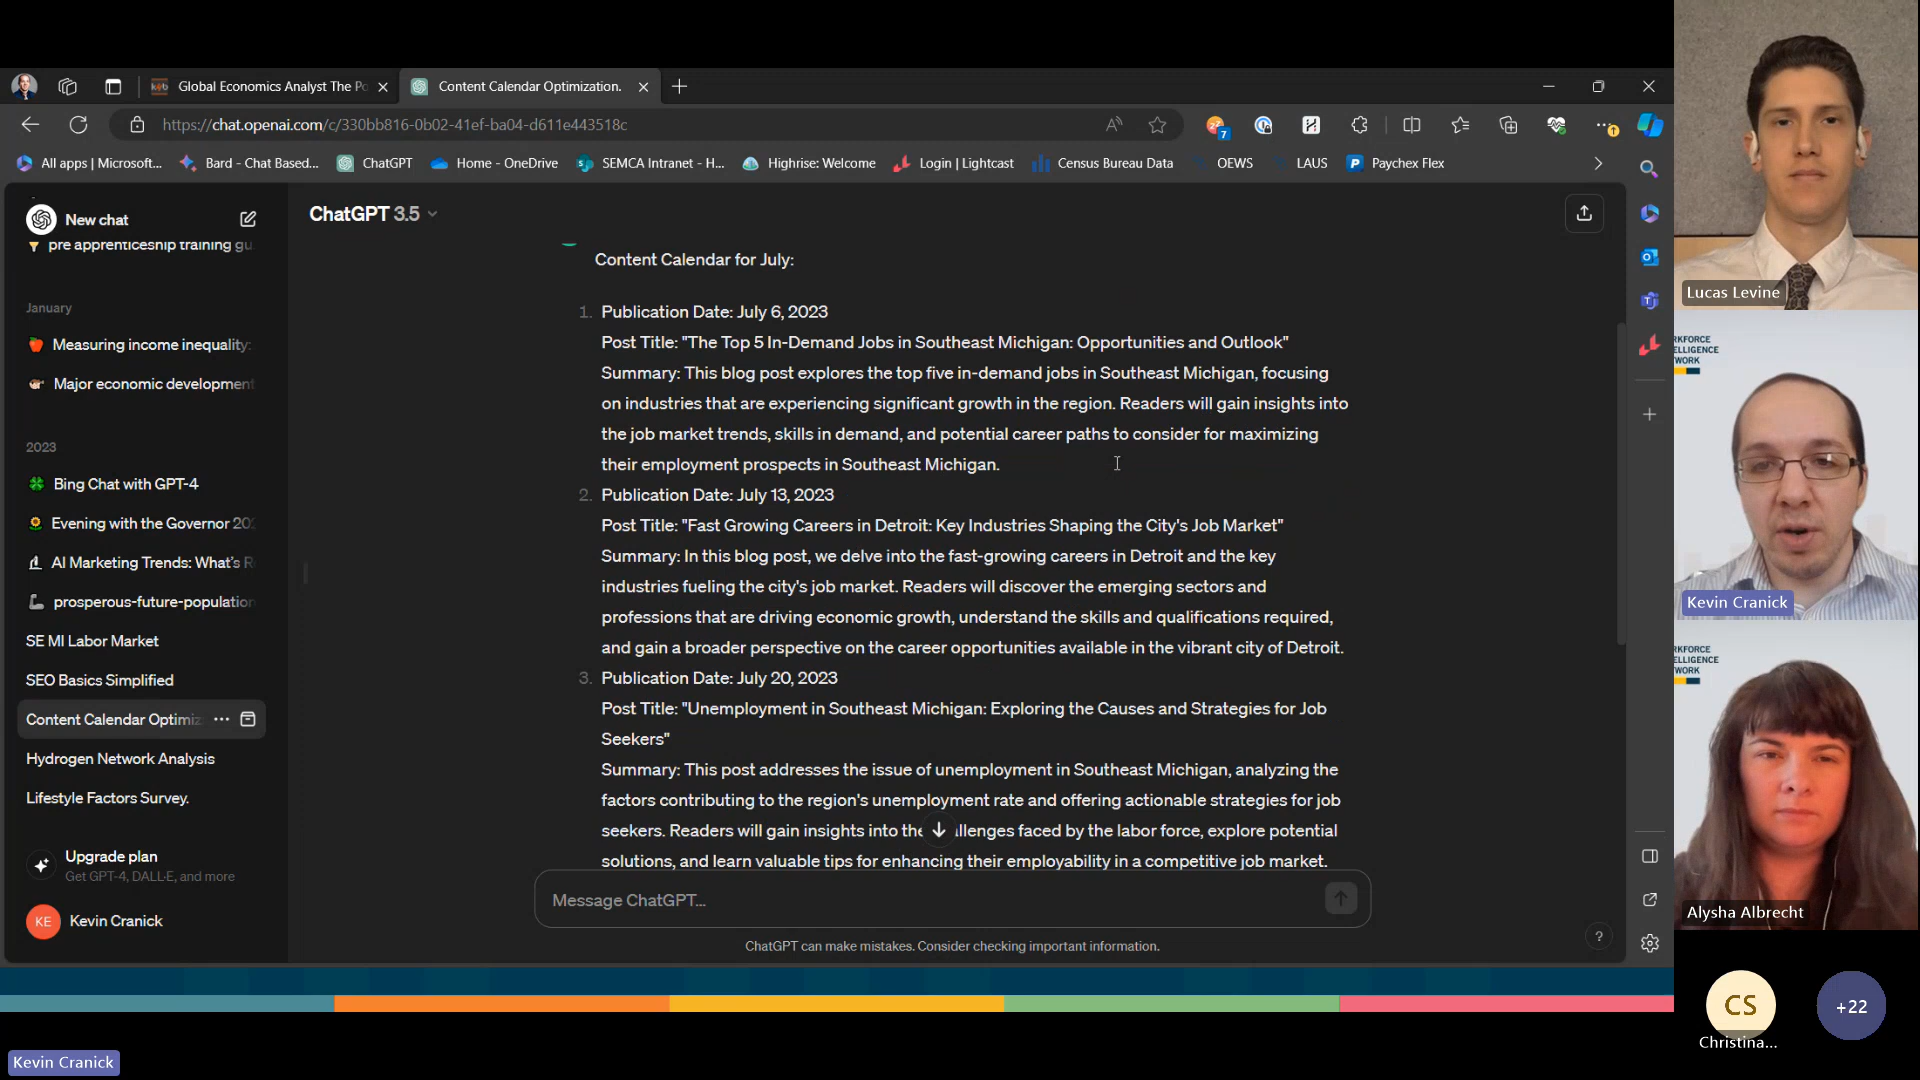 Global Economics Analyst The Po
Content Calendar Optimization.
https://chat.openai.com/c/330bb816-0b02-41ef-ba04-d611e443518c
All apps | Microsoft...
Bard - Chat Based...
ChatGPT
Home - OneDrive
SEMCA Intranet - H...
Highrise: Welcome
Login | Lightcast
Census Bureau Data
OEWS
LAUS
Paychex Flex
New chat
pre apprenticeship training gu
January
Measuring income inequality:
Major economic development
2023
Bing Chat with GPT-4
Evening with the Governor 202
AI Marketing Trends: What's R
prosperous-future-population
SE MI Labor Market
SEO Basics Simplified
Content Calendar Optimiz
Hydrogen Network Analysis
Lifestyle Factors Survey.
Upgrade plan
Get GPT-4, DALL·E, and more
KE Kevin Cranick
ChatGPT 3.5
Content Calendar for July:
1. Publication Date: July 6, 2023
Post Title: "The Top 5 In-Demand Jobs in Southeast Michigan: Opportunities and Outlook"
Summary: This blog post explores the top five in-demand jobs in Southeast Michigan, focusing
on industries that are experiencing significant growth in the region. Readers will gain insights into
the job market trends, skills in demand, and potential career paths to consider for maximizing
their employment prospects in Southeast Michigan.
2. Publication Date: July 13, 2023
Post Title: "Fast Growing Careers in Detroit: Key Industries Shaping the City's Job Market"
Summary: In this blog post, we delve into the fast-growing careers in Detroit and the key
industries fueling the city's job market. Readers will discover the emerging sectors and
professions that are driving economic growth, understand the skills and qualifications required,
and gain a broader perspective on the career opportunities available in the vibrant city of Detroit.
3. Publication Date: July 20, 2023
Post Title: "Unemployment in Southeast Michigan: Exploring the Causes and Strategies for Job
Seekers"
Summary: This post addresses the issue of unemployment in Southeast Michigan, analyzing the
factors contributing to the region's unemployment rate and offering actionable strategies for job
seekers. Readers will gain insights into the allenges faced by the labor force, explore potential
solutions, and learn valuable tips for enhancing their employability in a competitive job market.
Message ChatGPT...
ChatGPT can make mistakes. Consider checking important information.
?
7
Lucas Levine
RKFORCE
ELLIGENCE
WORK
Kevin Cranick
RKFORCE
ELLIGENCE
WORK
Alysha Albrecht
CS
Christina...
+22
Kevin Cranick